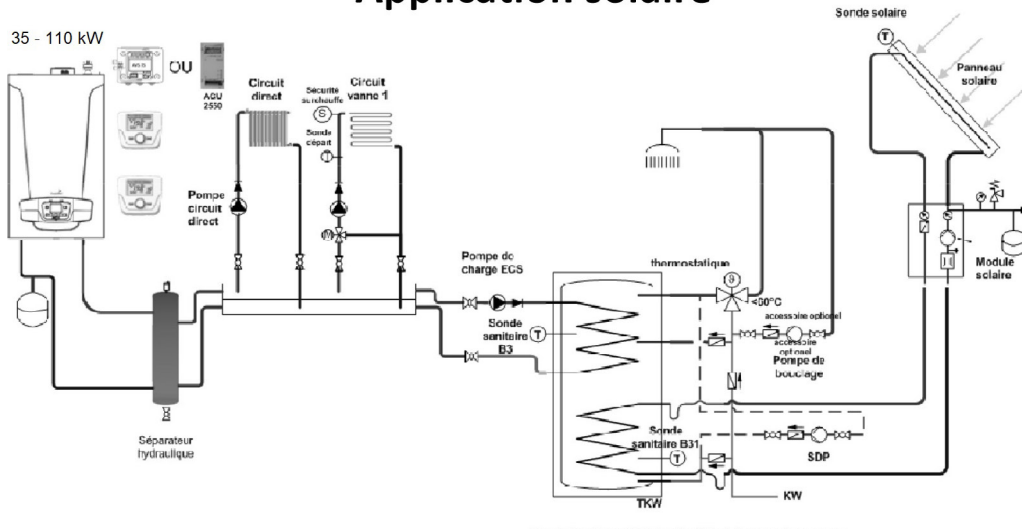 Application solaire
35 - 110 kW
OU
AGU
2550
Circuit
direct
Sécurité
surchauffe
S
Circuit
vanne 1
Sonde
départ
T
Pompe
circuit
direct
M
Séparateur
hydraulique
Pompe de
charge ECS
Sonde
sanitaire
B3
T
thermostatique
<60°C
accessoire optionel
accessoire
optionel
Pompe de
bouclage
Sonde
sanitaire B31
T
SDP
TKW
KW
Sonde solaire
T
Panneau
solaire
Module
solaire